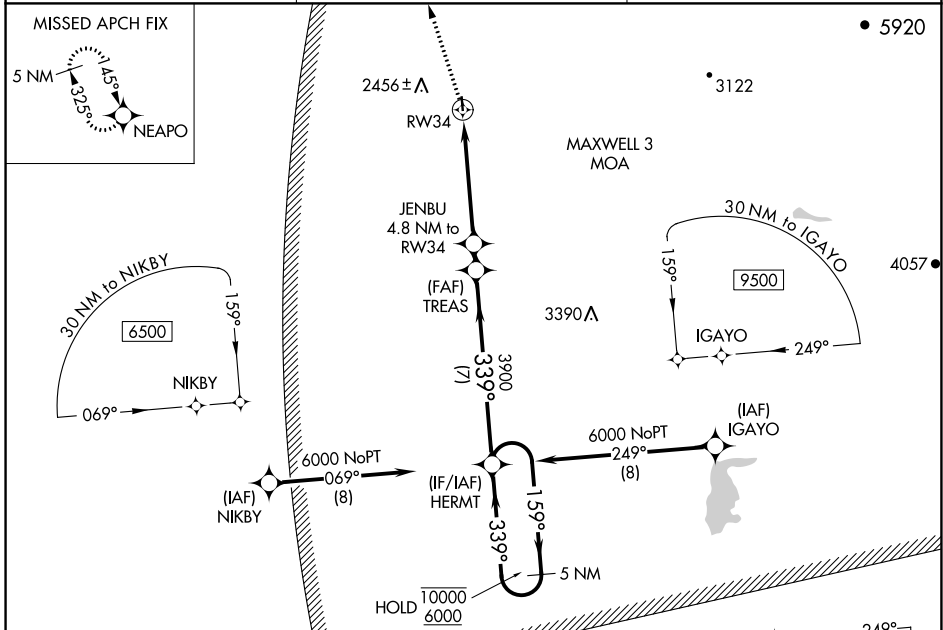 MISSED APCH FIX
5 NM
145°
325°
NEAPO
5920
2456±
3122
RW34
MAXWELL 3
MOA
JENBU
4.8 NM to
RW34
(FAF)
TREAS
3390
30 NM to NIKBY
6500
159°
NIKBY
069°
30 NM to IGAYO
159°
9500
4057
IGAYO
249°
3900
339°
(7)
(IAF)
IGAYO
6000 NoPT
249°
(8)
6000 NoPT
069°
(8)
(IAF)
NIKBY
(IF/IAF)
HERMT
339°
159°
5 NM
HOLD
10000
6000
249°